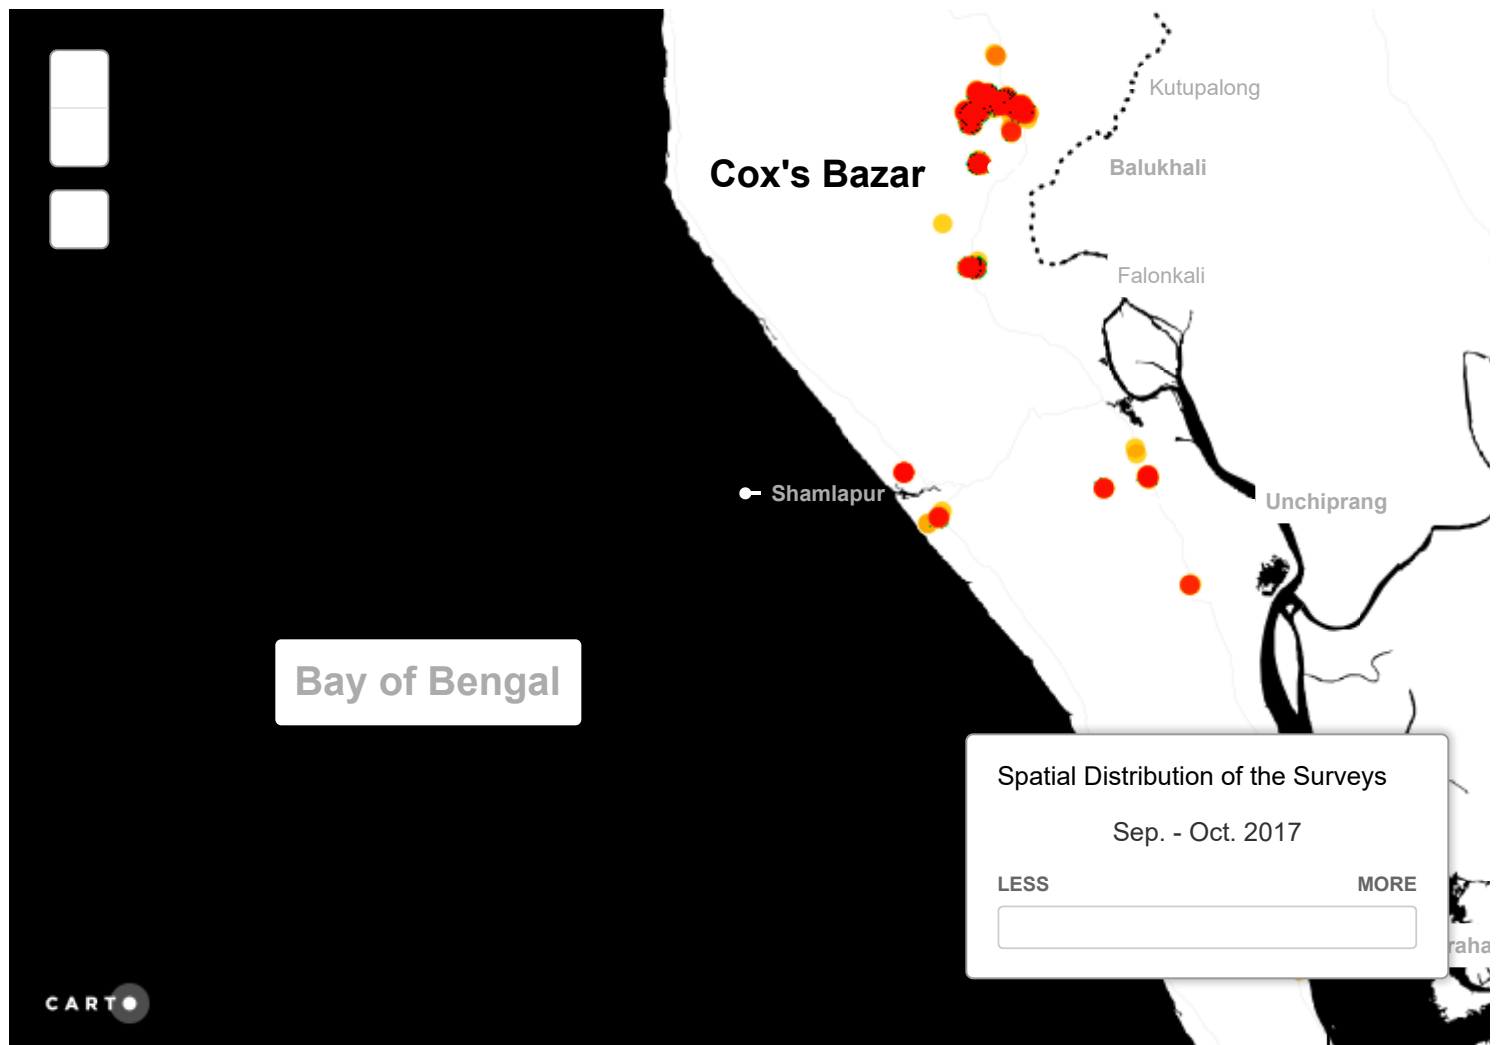 Kutupalong
Balukhali
Cox's Bazar
Falonkali
Shamlapur
Unchiprang
Bay of Bengal
Spatial Distribution of the Surveys
Sep. - Oct. 2017
LESS MORE
CARTO